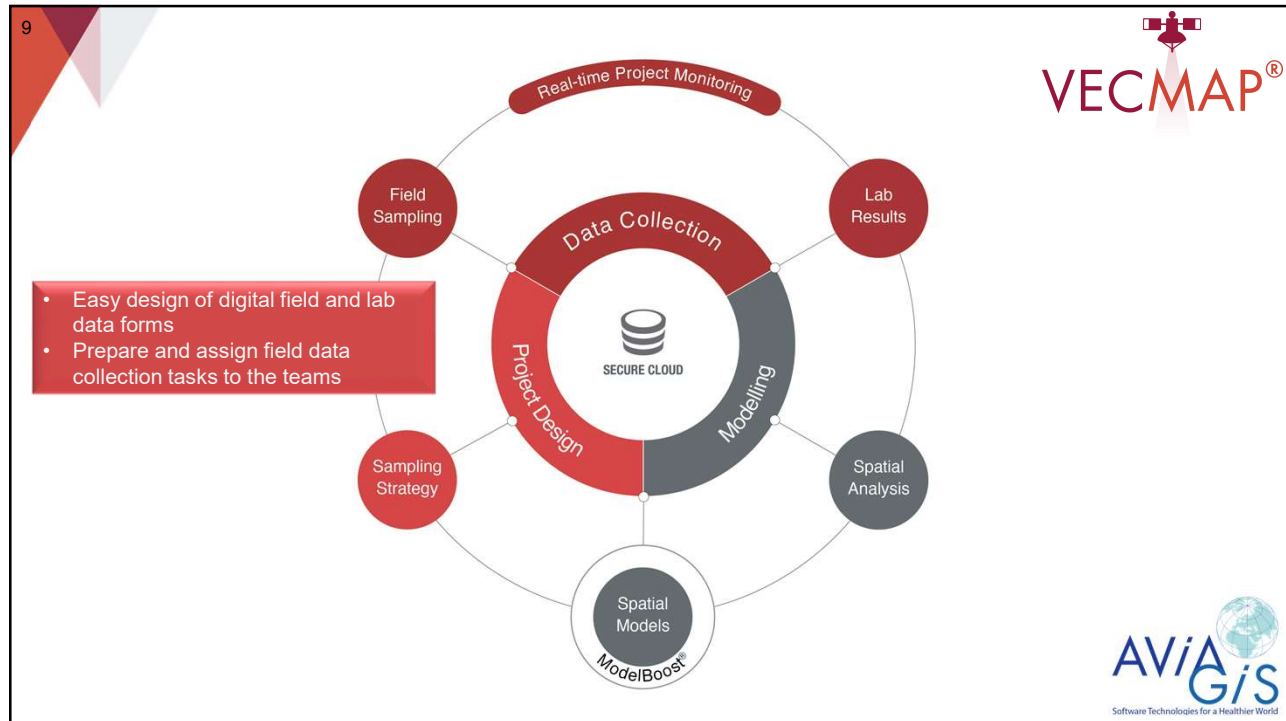 9
VECMAP®
Real-time Project Monitoring
Field
Sampling
Lab
Results
Data Collection
• Easy design of digital field and lab
data forms
• Prepare and assign field data
collection tasks to the teams
SECURE CLOUD
Project Design
Modelling
Sampling
Strategy
Spatial
Analysis
Spatial
Models
ModelBoost®
AViA
GiS
Software Technologies for a Healthier World